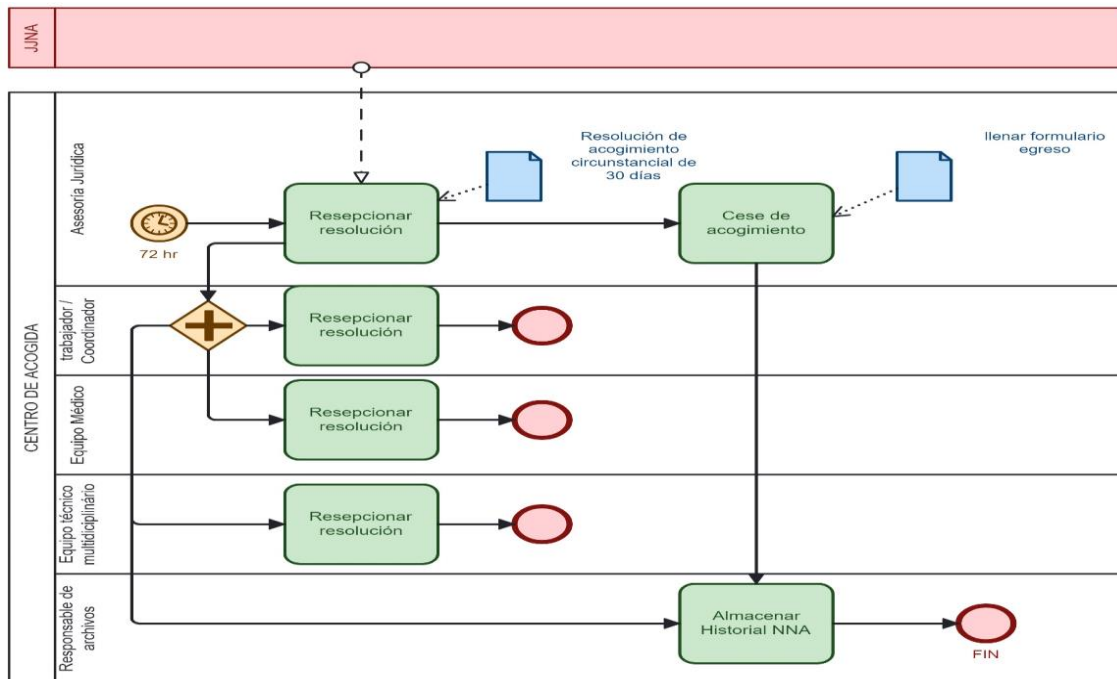 JJNA
CENTRO DE ACOGIDA
Asesoría Jurídica
72 hr
Resepcionar
resolución
Resolución de
acogimiento
circunstancial de
30 días
Cese de
acogimiento
llenar formulario
egreso
trabajador /
Coordinador
Resepcionar
resolución
Equipo Médico
Resepcionar
resolución
Equipo técnico
multidiciplinário
Resepcionar
resolución
Responsable de
archivos
Almacenar
Historial NNA
FIN